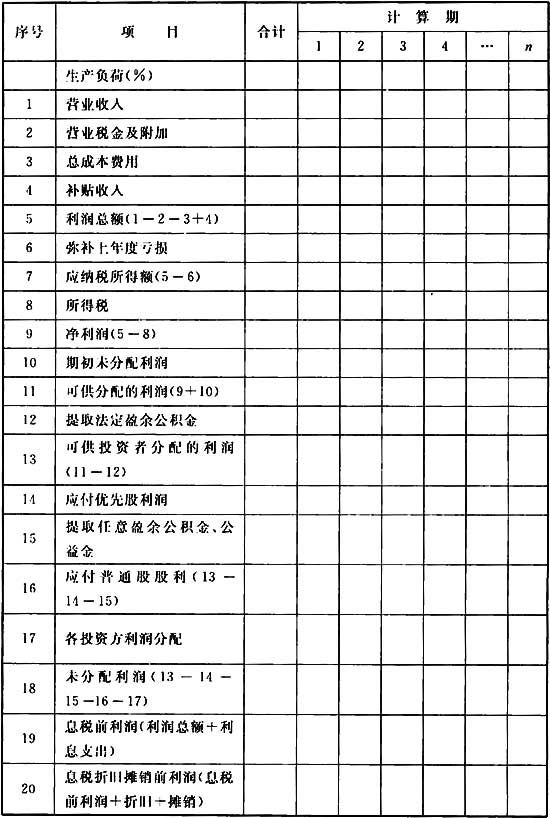 序号 项 目 合计 计 算 期
1 2 3 4 … n
生产负荷(%)
1 营业收入
2 营业税金及附加
3 总成本费用
4 补贴收入
5 利润总额(1-2-3+4)
6 弥补上年度亏损
7 应纳税所得额(5-6)
8 所得税
9 净利润(5-8)
10 期初未分配利润
11 可供分配的利润(9+10)
12 提取法定盈余公积金
13 可供投资者分配的利润
(11-12)
14 应付优先股利润
15 提取任意盈余公积金、公
益金
16 应付普通股股利(13-
14-15)
17 各投资方利润分配
18 未分配利润(13-14-
15-16-17)
19 息税前利润(利润总额+利
息支出)
20 息税折旧摊销前利润(息税
前利润+折旧+摊销)